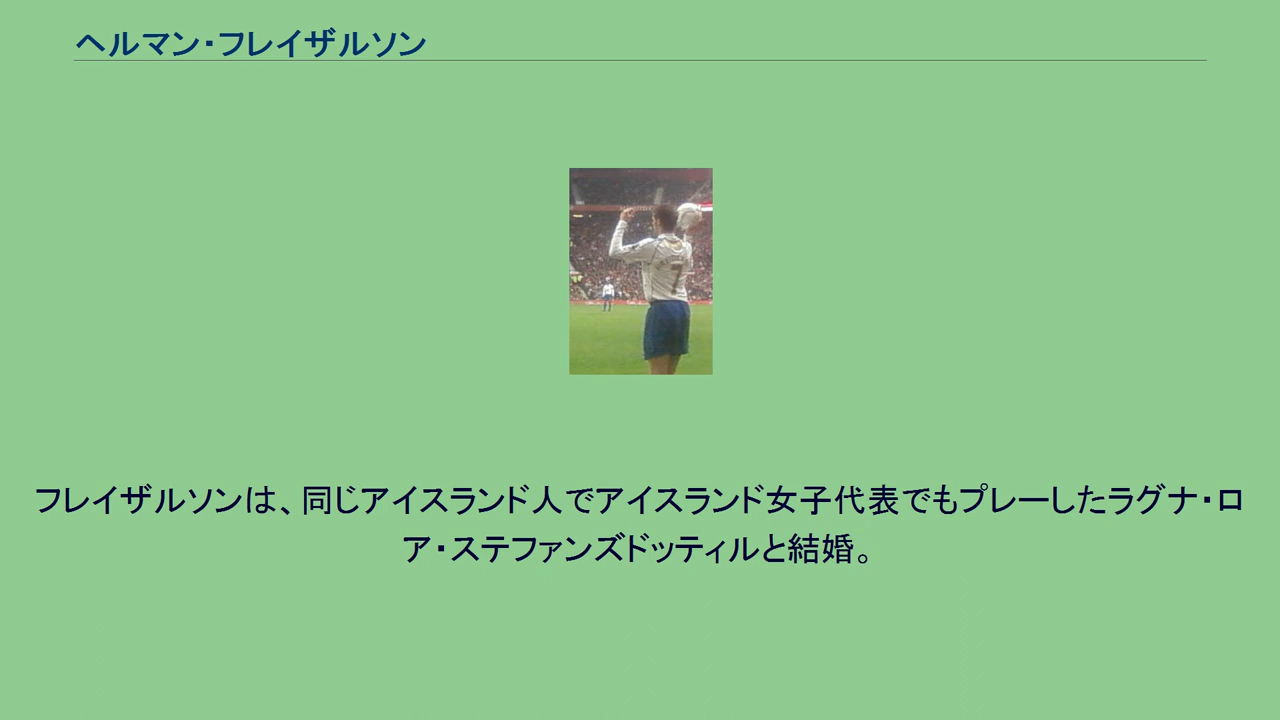 ヘルマン・フレイザルソン
7
フレイザルソンは、同じアイスランド人でアイスランド女子代表でもプレーしたラグナ・ロ
ア・ステファンズドッティルと結婚。